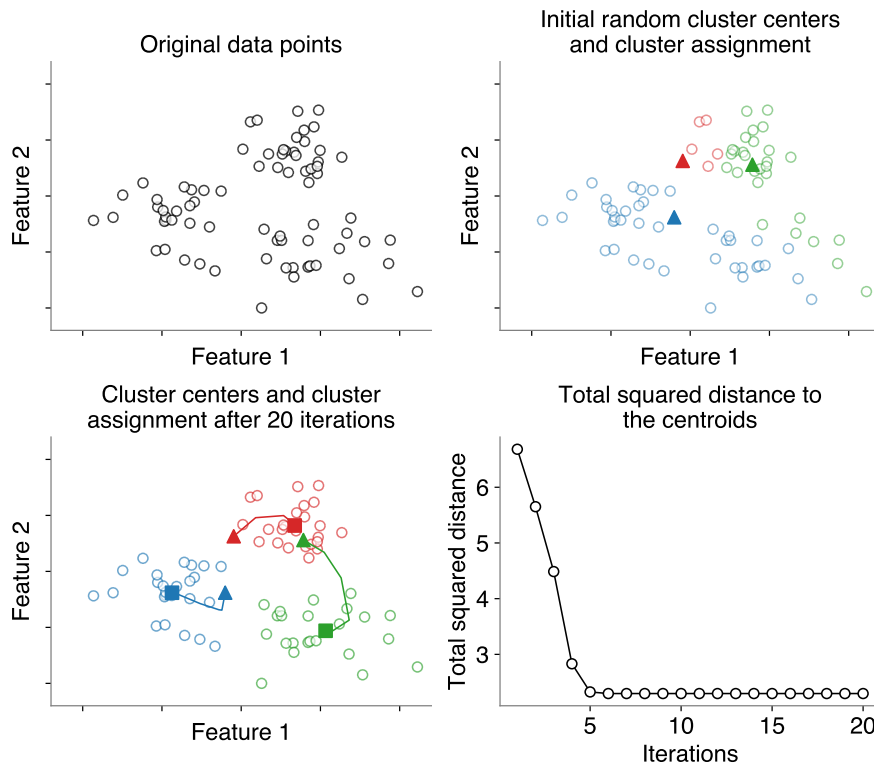 Original data points
Feature 2
Feature 1
Initial random cluster centers
and cluster assignment
Feature 2
Feature 1
Cluster centers and cluster
assignment after 20 iterations
Feature 2
Feature 1
Total squared distance to
the centroids
Total squared distance
6
5
4
3
5 10 15 20
Iterations